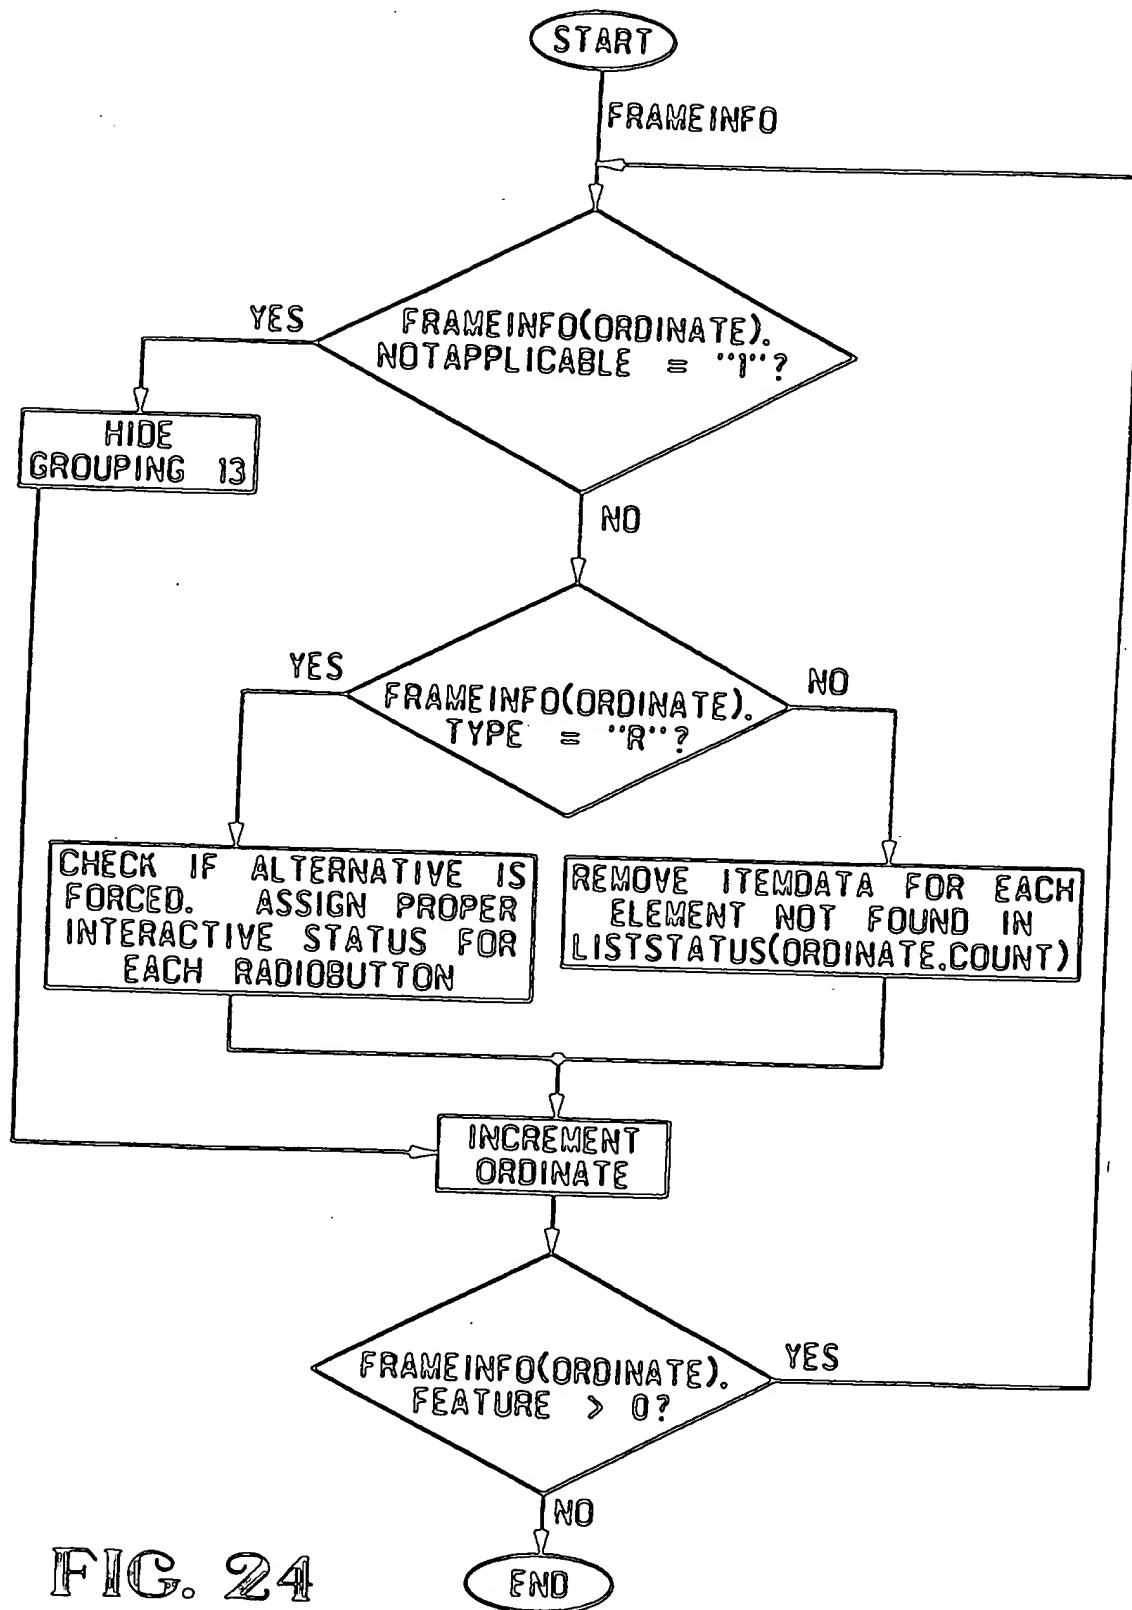 START
FRAMEINFO
YES
FRAMEINFO(ORDINATE).
NOTAPPLICABLE = "1"?
HIDE
GROUPING 13
NO
YES
FRAMEINFO(ORDINATE).
TYPE = "R"?
NO
CHECK IF ALTERNATIVE IS
FORCED. ASSIGN PROPER
INTERACTIVE STATUS FOR
EACH RADIOBUTTON
REMOVE ITEMDATA FOR EACH
ELEMENT NOT FOUND IN
LISTSTATUS(ORDINATE.COUNT)
INCREMENT
ORDINATE
FRAMEINFO(ORDINATE).
FEATURE > 0?
YES
NO
END
FIG. 24